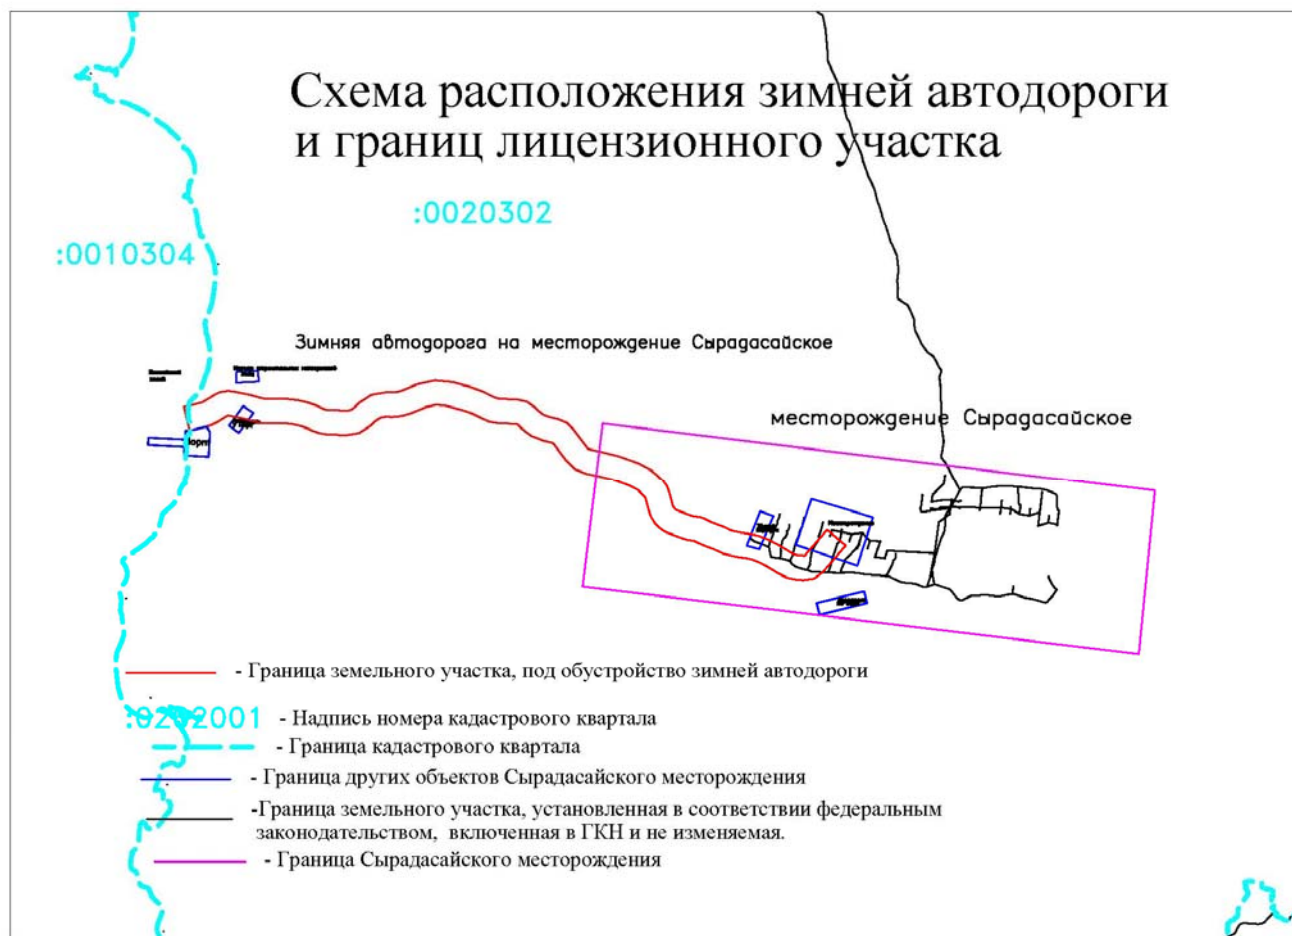 Схема расположения зимней автодороги
и границ лицензионного участка
:0020302
:0010304
Зимняя автодорога на месторождение Сырадасайское
месторождение Сырадасайское
Порт
- Граница земельного участка, под обустройство зимней автодороги
:0202001 - Надпись номера кадастрового квартала
- Граница кадастрового квартала
- Граница других объектов Сырадасайского месторождения
-Граница земельного участка, установленная в соответствии федеральным
законодательством, включенная в ГКН и не изменяемая.
- Граница Сырадасайского месторождения